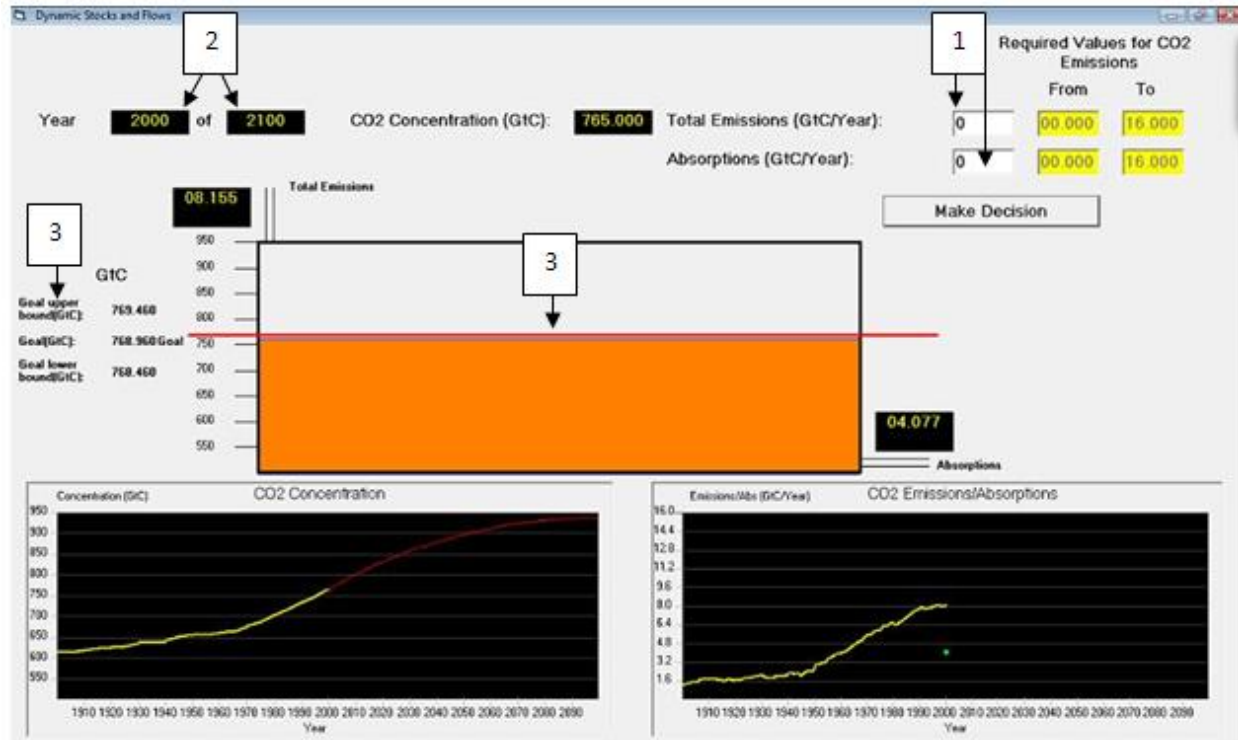 Dynamic Stocks and Flows
2
1
Required Values for CO2
Emissions
From To
Year 2000 of 2100 CO2 Concentration (GtC): 765.000 Total Emissions (GtC/Year): 0 00.000 16.000
Absorptions (GtC/Year): 0 00.000 16.000
Make Decision
08.155 Total Emissions
3
3
GtC
Goal upper
bound(GtC): 769.460
Goal(GtC): 768.960 Goal
Goal lower
bound(GtC): 768.460
950
900
850
800
750
700
650
600
550
04.077
Absorptions
Concentration (GtC) CO2 Concentration
950
900
850
800
750
700
650
600
550
1910 1920 1930 1940 1950 1960 1970 1980 1990 2000 2010 2020 2030 2040 2050 2060 2070 2080 2090
Year
Emissions/Abs (GtC/Year) CO2 Emissions/Absorptions
16.0
14.4
12.8
11.2
9.6
8.0
6.4
4.8
3.2
1.6
1910 1920 1930 1940 1950 1960 1970 1980 1990 2000 2010 2020 2030 2040 2050 2060 2070 2080 2090
Year